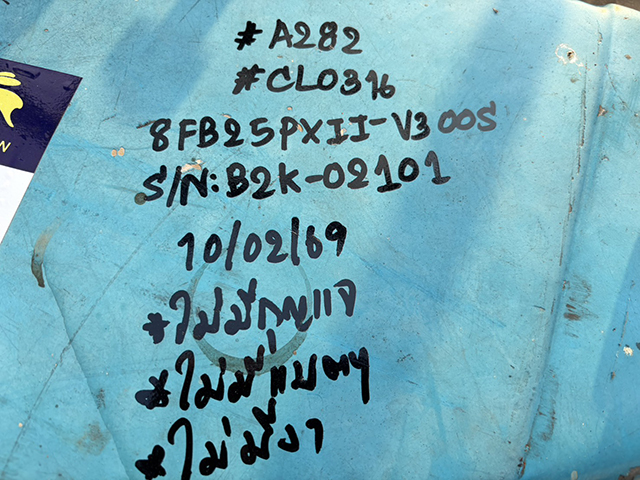 #A282
#CL0316
8FB25PXII-V300S
S/N:B2K-02101
10/02/69
*ไม่มีกุญแจ
*ไม่มีแบตฯ
*ไม่มีงา
N